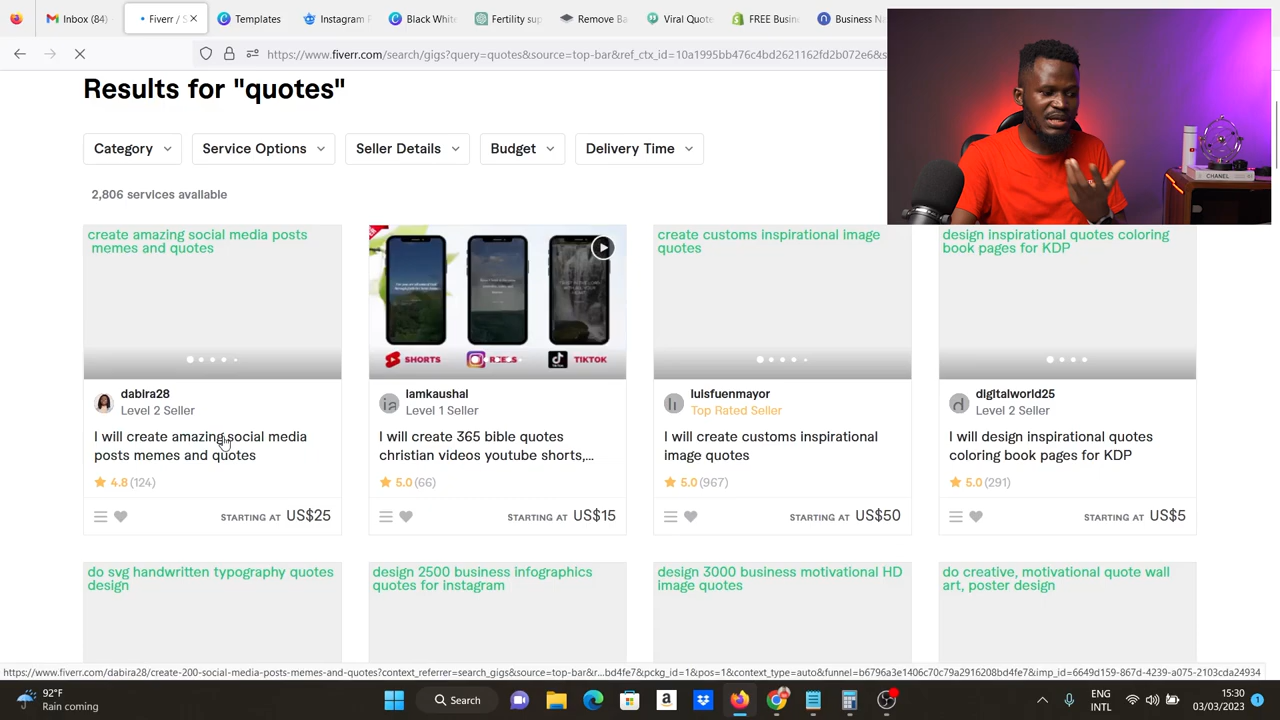 Inbox (84)
Fiverr / S
Templates
Instagram F
Black White
Fertility sup
Remove Ba
Viral Quote
FREE Busin
Business Na
https://www.fiverr.com/search/gigs?query=quotes&source=top-bar&ref_ctx_id=10a1995bb476c4bd2621162fd2b072e6&s
Results for "quotes"
Category
Service Options
Seller Details
Budget
Delivery Time
CHANEL
2,806 services available
create amazing social media posts
memes and quotes
create customs inspirational image
quotes
design inspirational quotes coloring
book pages for KDP
SHORTS
REELS
TIKTOK
dabira28
Level 2 Seller
iamkaushal
Level 1 Seller
luisfuenmayor
Top Rated Seller
digitalworld25
Level 2 Seller
I will create amazing social media
posts memes and quotes
I will create 365 bible quotes
christian videos youtube shorts,...
I will create customs inspirational
image quotes
I will design inspirational quotes
coloring book pages for KDP
4.8 (124)
5.0 (66)
5.0 (967)
5.0 (291)
STARTING AT US$25
STARTING AT US$15
STARTING AT US$50
STARTING AT US$5
do svg handwritten typography quotes
design
design 2500 business infographics
quotes for instagram
design 3000 business motivational HD
image quotes
do creative, motivational quote wall
art, poster design
https://www.fiverr.com/dabira28/create-200-social-media-posts-memes-and-quotes?context_referrer=search_gigs&source=top-bar&r...bd4fe7&pckg_id=1&pos=1&context_type=auto&funnel=b6796a3e1406c70c79a2916208bd4fe7&imp_id=6649d159-867d-4239-a075-2103cda24934
92°F
Rain coming
Search
ENG
INTL
15:30
03/03/2023